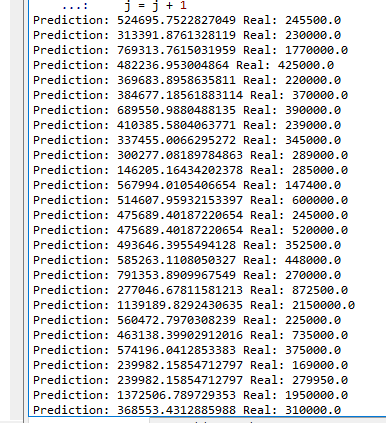 ...:     j = j + 1
Prediction: 524695.7522827049 Real: 245500.0
Prediction: 313391.8761328119 Real: 230000.0
Prediction: 769313.7615031959 Real: 1770000.0
Prediction: 482236.953004864 Real: 425000.0
Prediction: 369683.8958635811 Real: 220000.0
Prediction: 384677.18561883114 Real: 370000.0
Prediction: 689550.9880488135 Real: 390000.0
Prediction: 410385.5804063771 Real: 239000.0
Prediction: 337455.0066295272 Real: 345000.0
Prediction: 300277.08189784863 Real: 289000.0
Prediction: 146205.16434202378 Real: 285000.0
Prediction: 567994.0105406654 Real: 147400.0
Prediction: 514607.95932153397 Real: 600000.0
Prediction: 475689.40187220654 Real: 245000.0
Prediction: 475689.40187220654 Real: 520000.0
Prediction: 493646.3955494128 Real: 352500.0
Prediction: 585263.1108050327 Real: 448000.0
Prediction: 791353.8909967549 Real: 270000.0
Prediction: 277046.67811581213 Real: 872500.0
Prediction: 1139189.8292430635 Real: 2150000.0
Prediction: 560472.7970308239 Real: 225000.0
Prediction: 463138.39902912016 Real: 735000.0
Prediction: 574196.0412853383 Real: 375000.0
Prediction: 239982.15854712797 Real: 169000.0
Prediction: 239982.15854712797 Real: 279950.0
Prediction: 1372506.789729353 Real: 1950000.0
Prediction: 368553.4312885988 Real: 310000.0